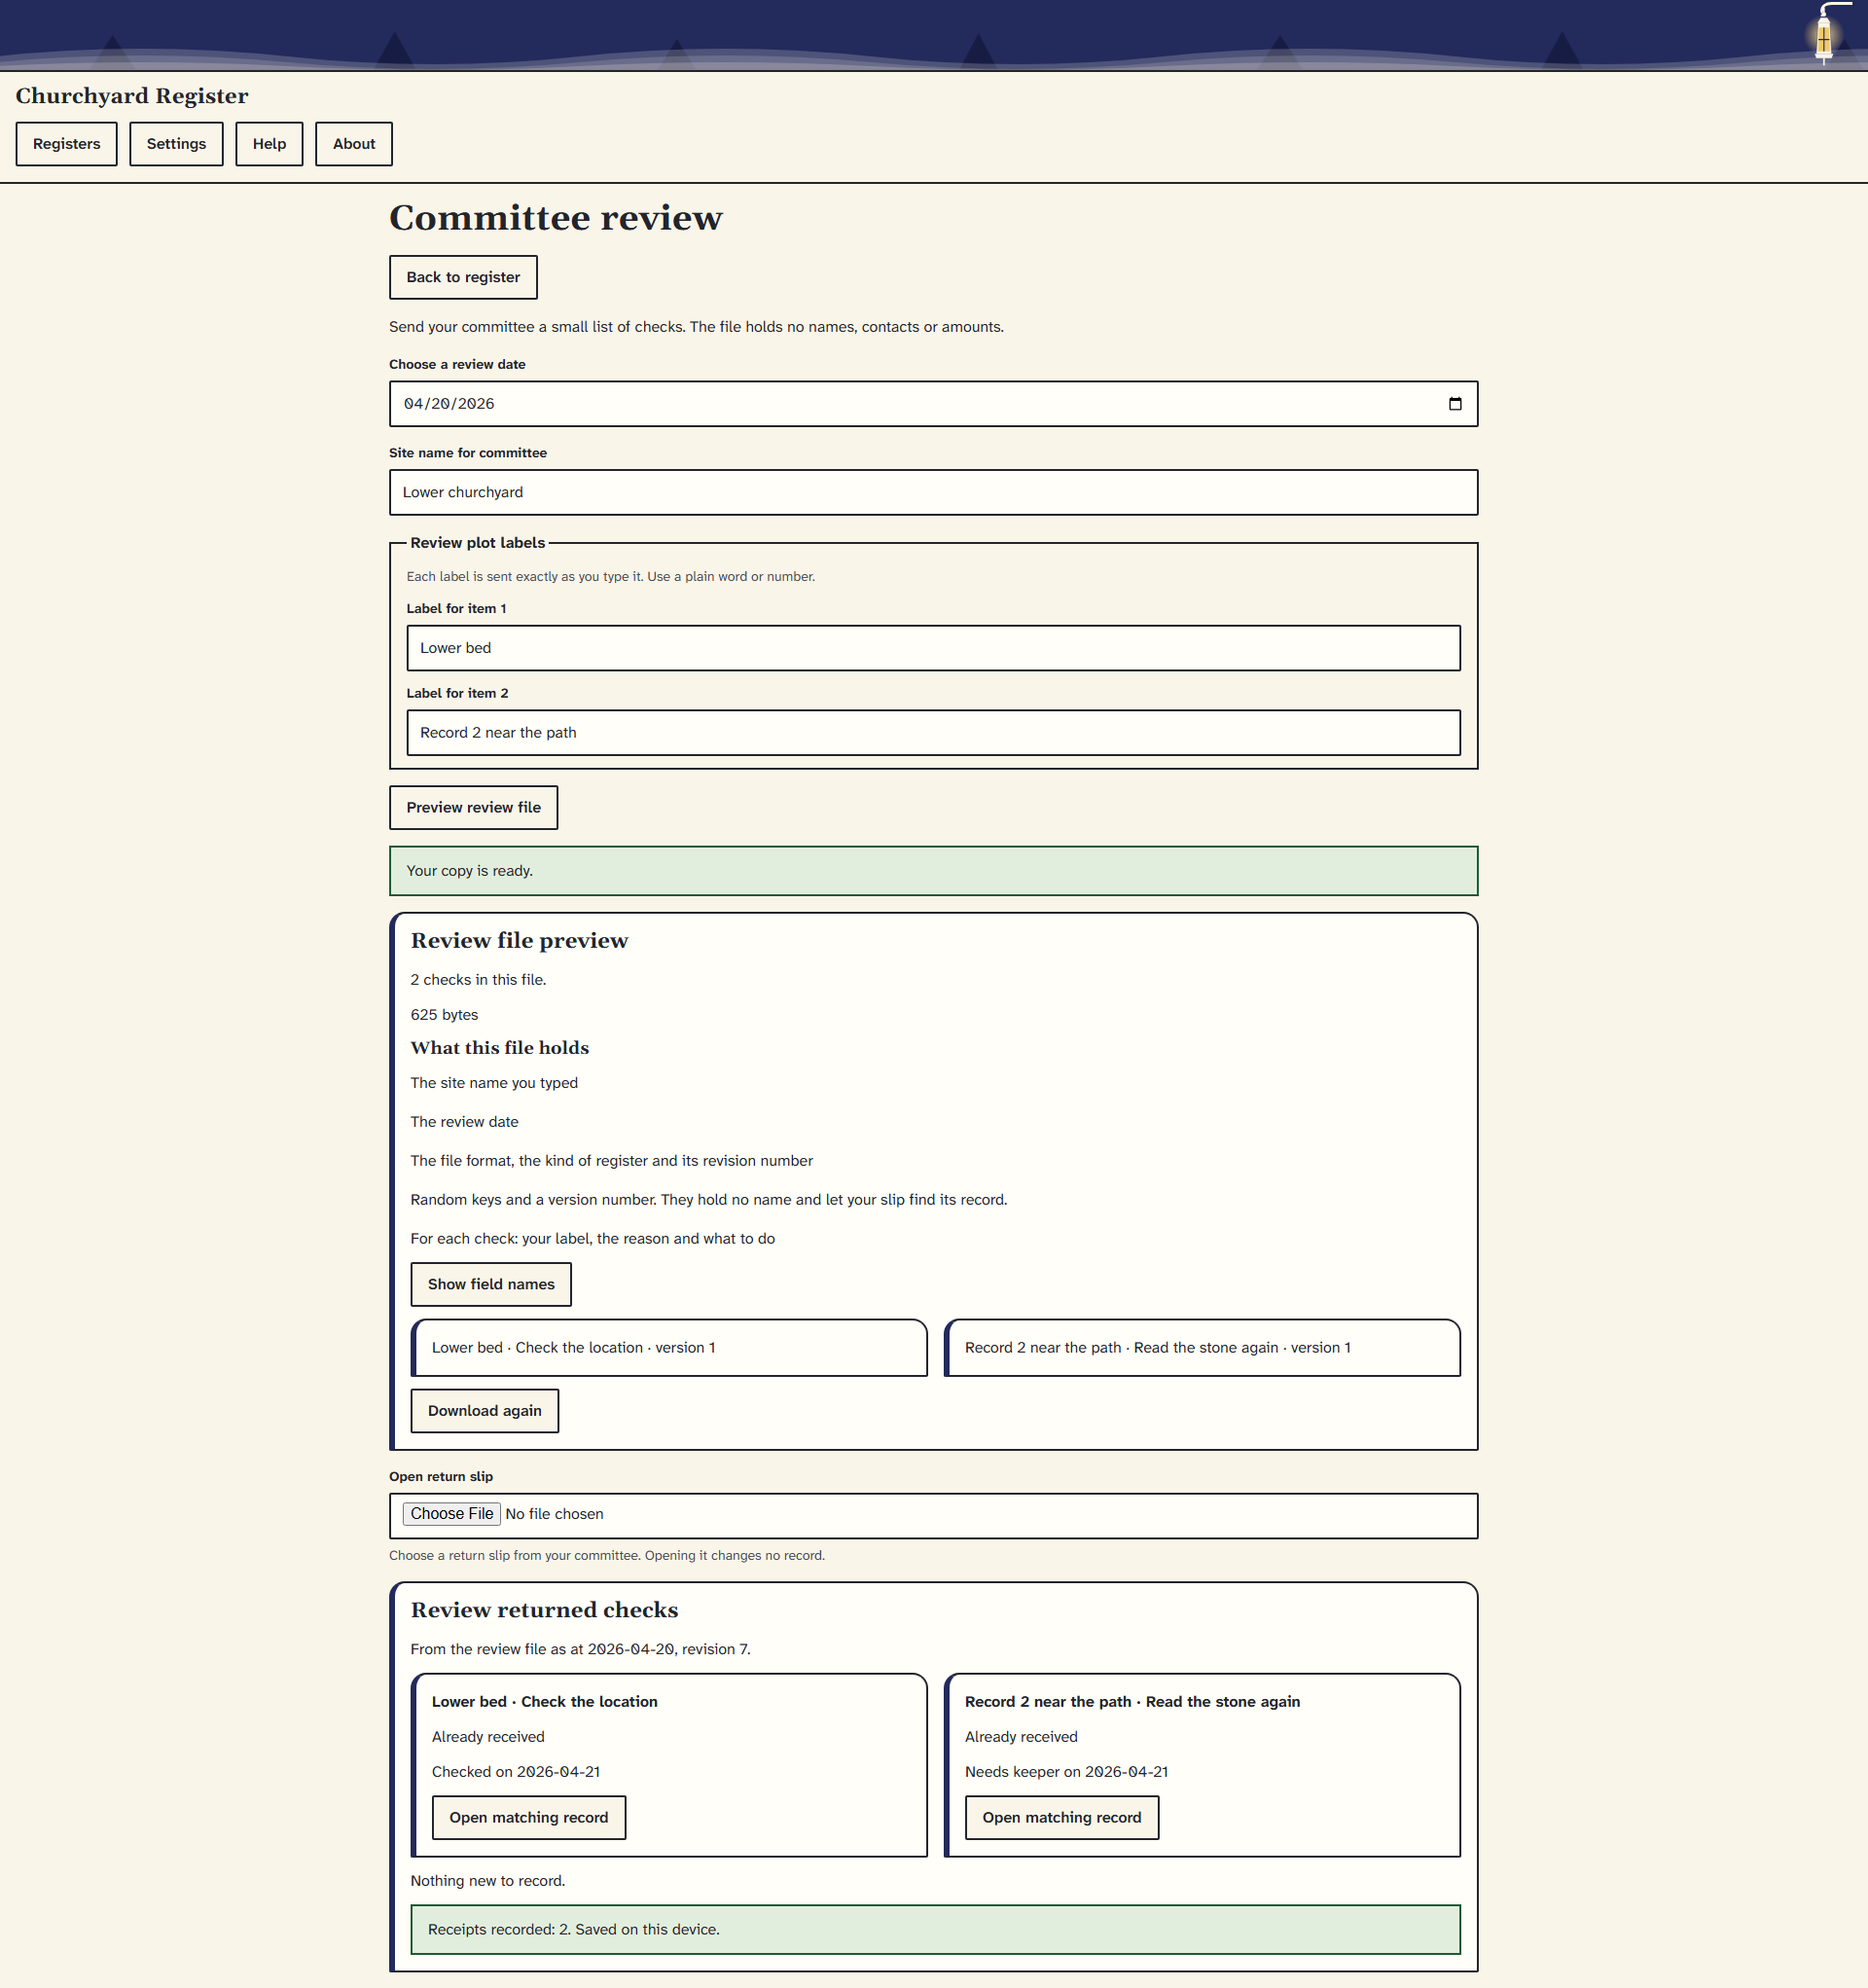 Churchyard Register
Registers
Settings
Help
About
Committee review
Back to register
Send your committee a small list of checks. The file holds no names, contacts or amounts.
Choose a review date
04/20/2026
Site name for committee
Lower churchyard
Review plot labels
Each label is sent exactly as you type it. Use a plain word or number.
Label for item 1
Lower bed
Label for item 2
Record 2 near the path
Preview review file
Your copy is ready.
Review file preview
2 checks in this file.
625 bytes
What this file holds
The site name you typed
The review date
The file format, the kind of register and its revision number
Random keys and a version number. They hold no name and let your slip find its record.
For each check: your label, the reason and what to do
Show field names
Lower bed · Check the location · version 1
Record 2 near the path · Read the stone again · version 1
Download again
Open return slip
Choose File No file chosen
Choose a return slip from your committee. Opening it changes no record.
Review returned checks
From the review file as at 2026-04-20, revision 7.
Lower bed · Check the location
Already received
Checked on 2026-04-21
Open matching record
Record 2 near the path · Read the stone again
Already received
Needs keeper on 2026-04-21
Open matching record
Nothing new to record.
Receipts recorded: 2. Saved on this device.